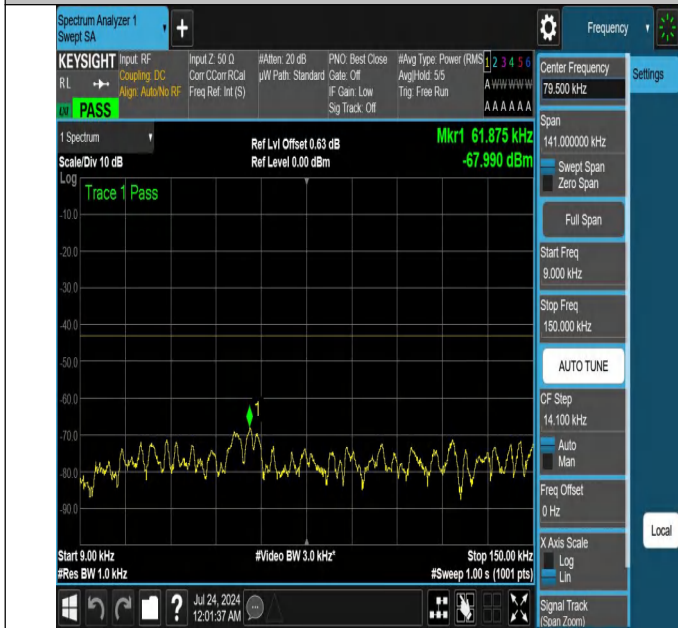 Spectrum Analyzer 1
Swept SA
+
Frequency
KEYSIGHT
RL
PASS
Input: RF
Coupling: DC
Align: Auto/No RF
Input Z: 50 Ω
Corr CCorr RCal
Freq Ref: Int (S)
#Atten: 20 dB
µW Path: Standard
PNO: Best Close
Gate: Off
IF Gain: Low
Sig Track: Off
#Avg Type: Power (RMS
Avg|Hold: 5/5
Trig: Free Run
1 2 3 4 5 6
A W W W W W
A A A A A A
1 Spectrum
Scale/Div 10 dB
Ref Lvl Offset 0.63 dB
Ref Level 0.00 dBm
Mkr1 61.875 kHz
-67.990 dBm
Log
Trace 1 Pass
-10.0
-20.0
-30.0
-40.0
-50.0
-60.0
-70.0
-80.0
-90.0
1
Start 9.00 kHz
#Res BW 1.0 kHz
#Video BW 3.0 kHz*
Stop 150.00 kHz
#Sweep 1.00 s (1001 pts)
?
Jul 24, 2024
12:01:37 AM
Center Frequency
79.500 kHz
Settings
Span
141.000000 kHz
Swept Span
Zero Span
Full Span
Start Freq
9.000 kHz
Stop Freq
150.000 kHz
AUTO TUNE
CF Step
14.100 kHz
Auto
Man
Freq Offset
0 Hz
Local
X Axis Scale
Log
Lin
Signal Track
(Span Zoom)